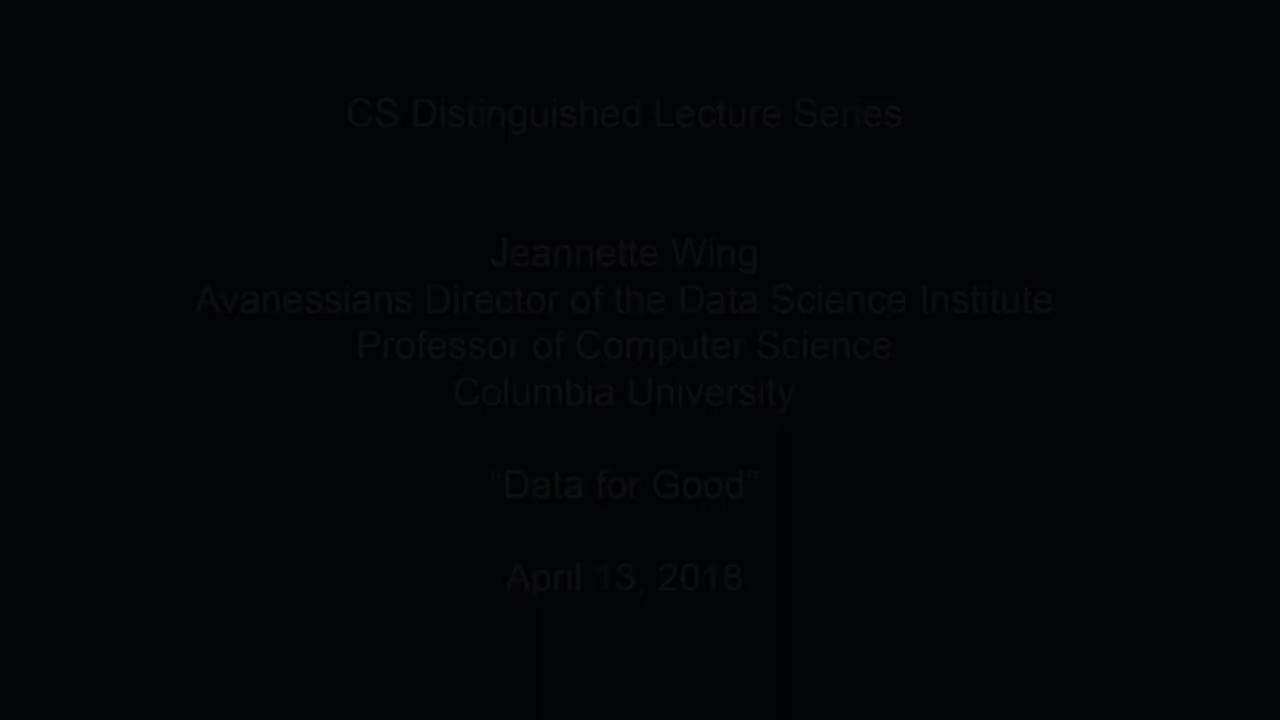 CS Distinguished Lecture Series
Jeannette Wing
Avanessians Director of the Data Science Institute
Professor of Computer Science
Columbia University
"Data for Good"
April 13, 2018